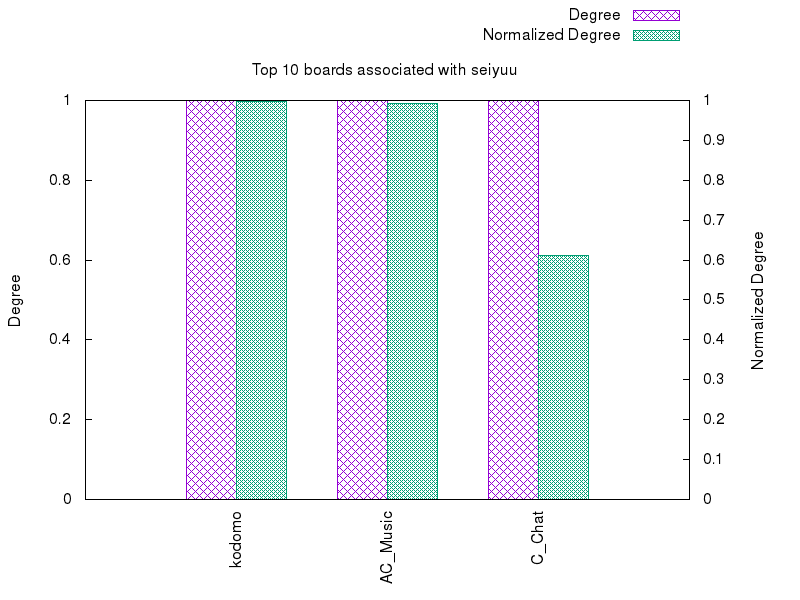 Degree
Normalized Degree
Top 10 boards associated with seiyuu
1
0.8
0.6
0.4
0.2
0
Degree
1
0.9
0.8
0.7
0.6
0.5
0.4
0.3
0.2
0.1
0
Normalized Degree
kodomo
AC_Music
C_Chat